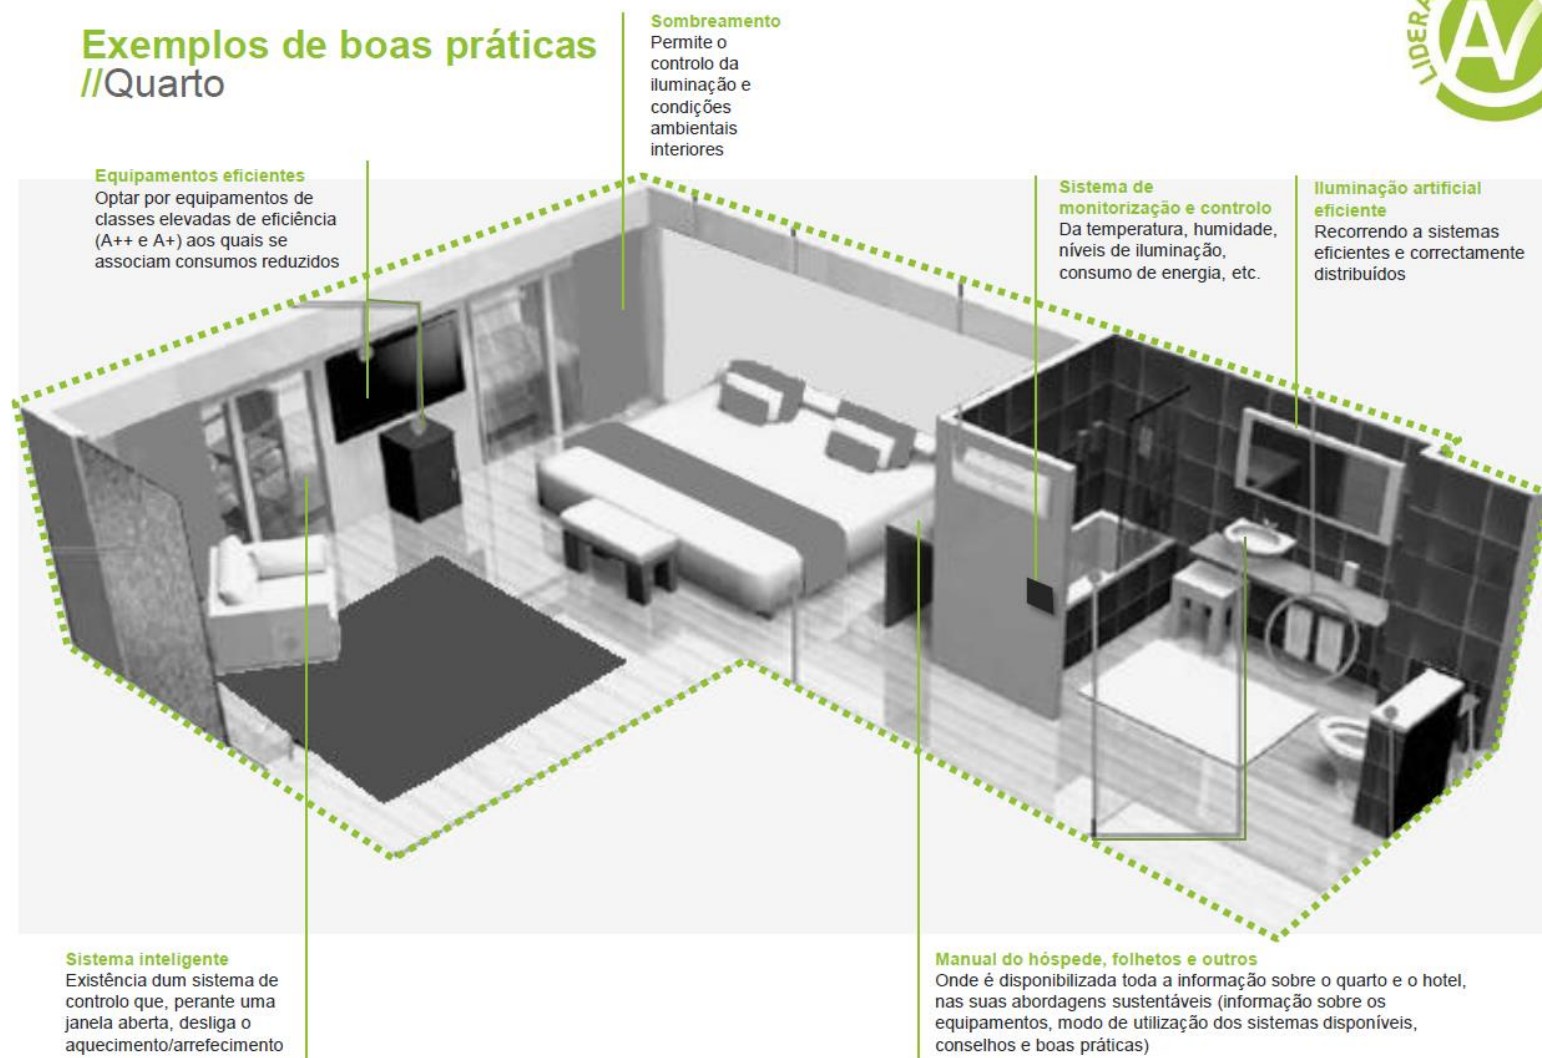 Exemplos de boas práticas
//Quarto
Sombreamento
Permite o
controlo da
iluminação e
condições
ambientais
interiores
LIDERA
Equipamentos eficientes
Optar por equipamentos de
classes elevadas de eficiência
(A++ e A+) aos quais se
associam consumos reduzidos
Sistema de
monitorização e controlo
Da temperatura, humidade,
níveis de iluminação,
consumo de energia, etc.
Iluminação artificial
eficiente
Recorrendo a sistemas
eficientes e correctamente
distribuídos
Sistema inteligente
Existência dum sistema de
controlo que, perante uma
janela aberta, desliga o
aquecimento/arrefecimento
Manual do hóspede, folhetos e outros
Onde é disponibilizada toda a informação sobre o quarto e o hotel,
nas suas abordagens sustentáveis (informação sobre os
equipamentos, modo de utilização dos sistemas disponíveis,
conselhos e boas práticas)